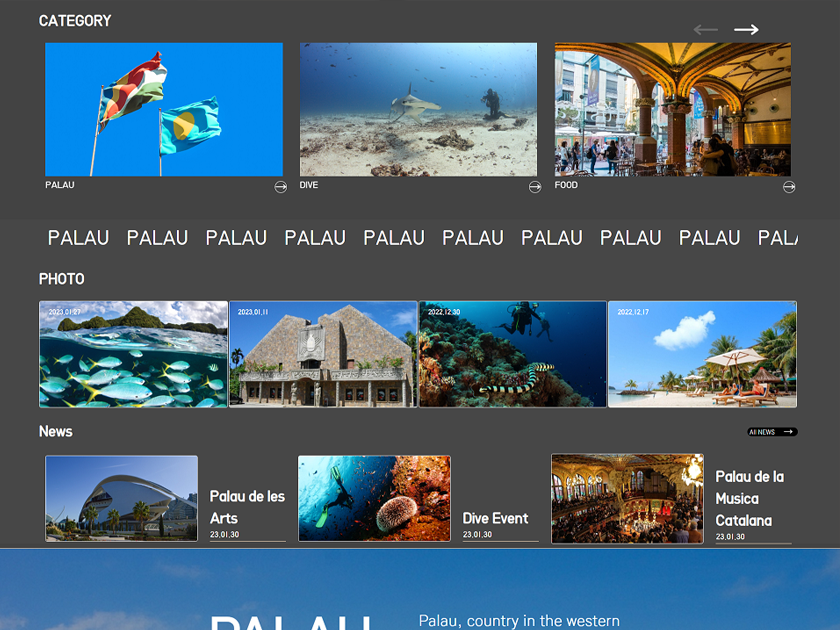 CATEGORY
PALAU
DIVE
FOOD
PALAU PALAU PALAU PALAU PALAU PALAU PALAU PALAU PALAU PALA
PHOTO
2023.01.27
2023.01.11
2022.12.30
2022.12.17
News
All NEWS
Palau de les
Arts
23.01.30
Dive Event
23.01.30
Palau de la
Musica
Catalana
23.01.30
PALAU
Palau, country in the western